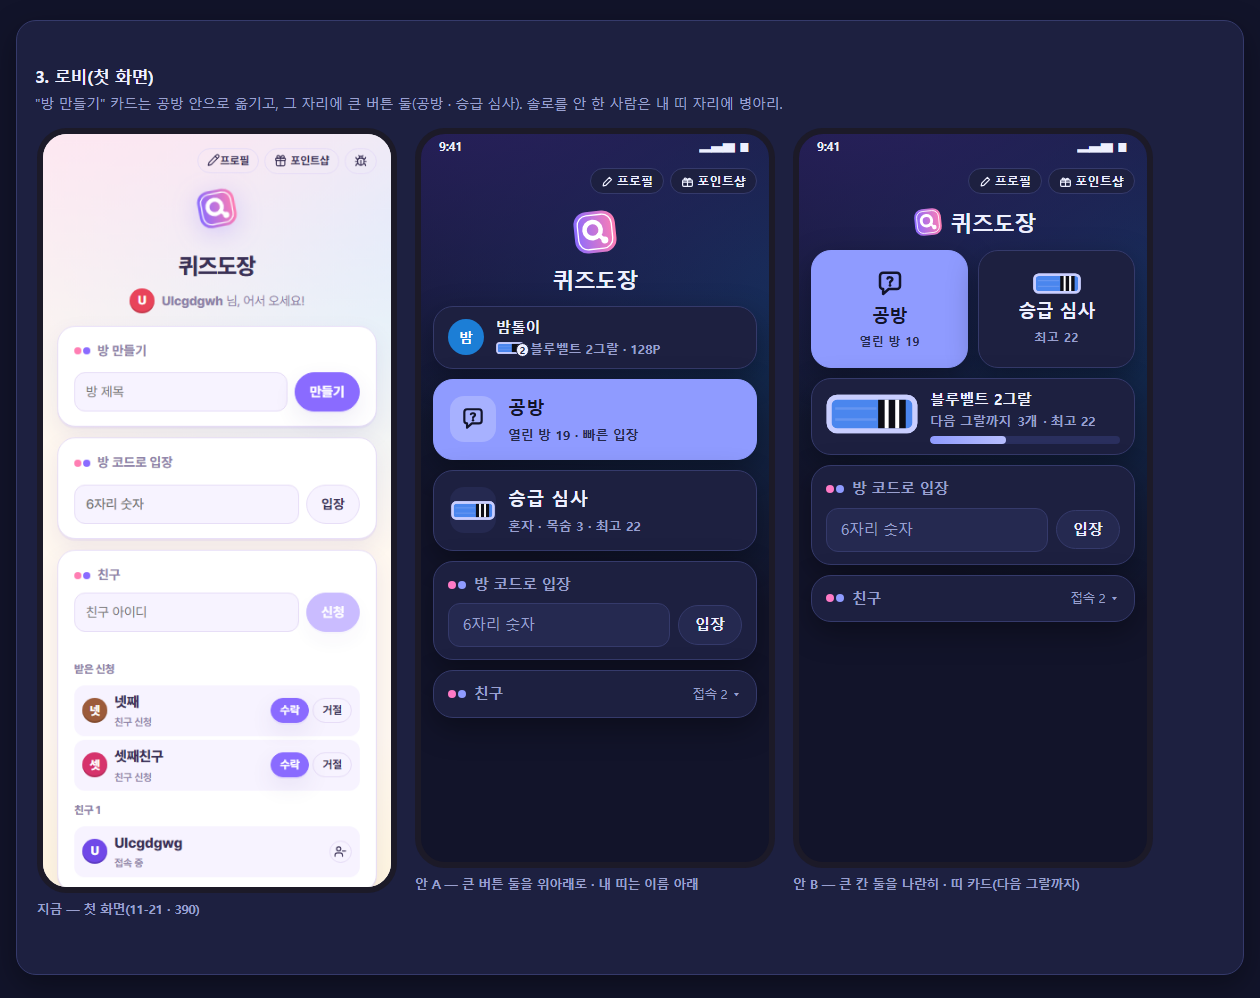 3. 로비(첫 화면)
"방 만들기" 카드는 공방 안으로 옮기고, 그 자리에 큰 버튼 둘(공방 · 승급 심사). 솔로를 안 한 사람은 내 띠 자리에 병아리.
프로필
포인트샵
퀴즈도장
U
Ulcgdgwh 님, 어서 오세요!
방 만들기
방 제목
만들기
방 코드로 입장
6자리 숫자
입장
친구
친구 아이디
신청
받은 신청
넷
넷째
친구 신청
수락
거절
셋
셋째친구
친구 신청
수락
거절
친구 1
U
Ulcgdgwg
접속 중
지금 — 첫 화면(11-21 · 390)
9:41
프로필
포인트샵
퀴즈도장
밤
밤톨이
2 블루벨트 2그랄 · 128P
공방
열린 방 19 · 빠른 입장
승급 심사
혼자 · 목숨 3 · 최고 22
방 코드로 입장
6자리 숫자
입장
친구
접속 2
안 A — 큰 버튼 둘을 위아래로 · 내 띠는 이름 아래
9:41
프로필
포인트샵
퀴즈도장
공방
열린 방 19
승급 심사
최고 22
블루벨트 2그랄
다음 그랄까지 3개 · 최고 22
방 코드로 입장
6자리 숫자
입장
친구
접속 2
안 B — 큰 칸 둘을 나란히 · 띠 카드(다음 그랄까지)